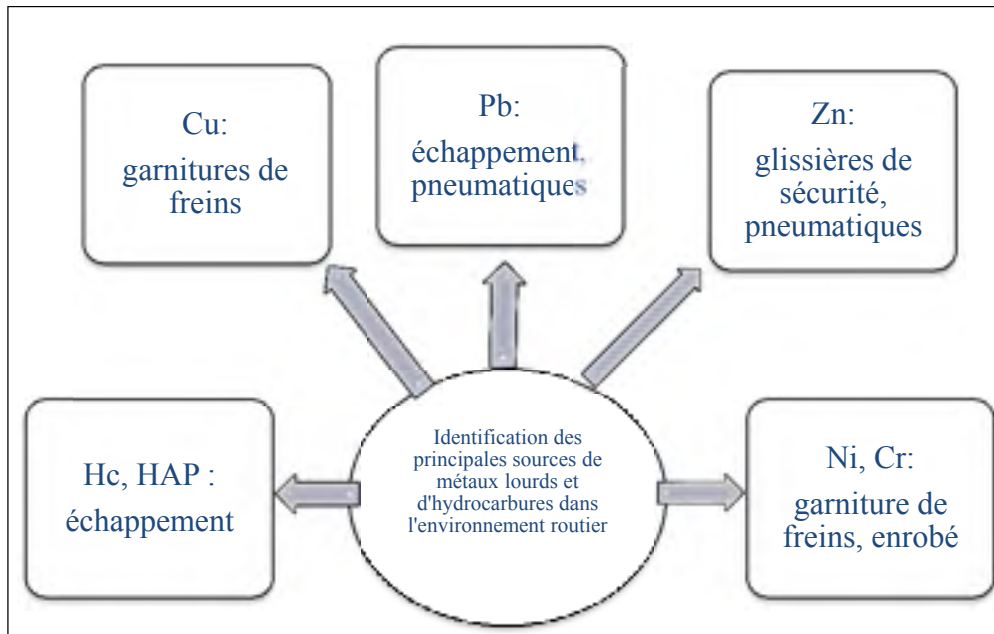 Cu:
garnitures de
freins
Pb:
échappement,
pneumatiques
Zn:
glissières de
sécurité,
pneumatiques
Hc, HAP :
échappement
Identification des
principales sources de
métaux lourds et
d'hydrocarbures dans
l'environnement routier
Ni, Cr:
garniture de
freins, enrobé